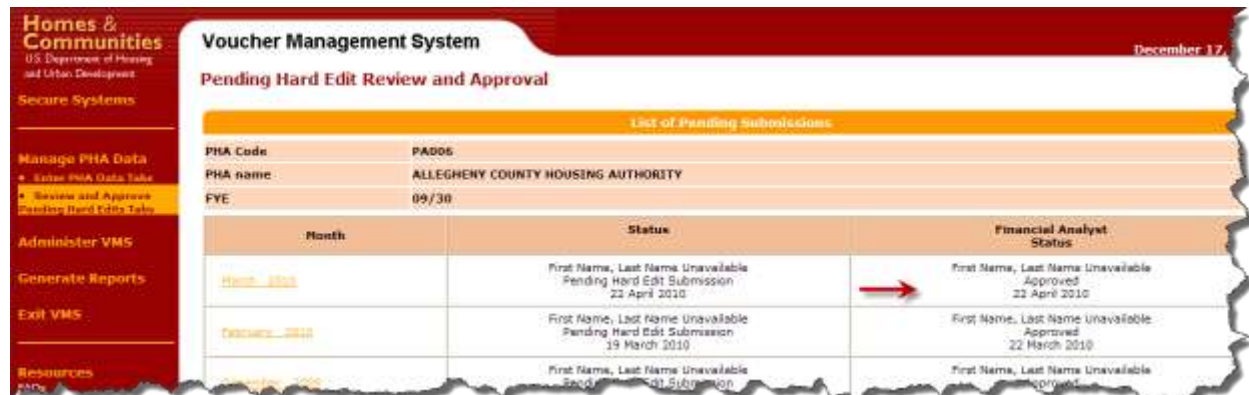 Homes &
Communities
U.S. Department of Housing
and Urban Development
Secure Systems
Manage PHA Data
• Enter PHA Data Take
• Review and Approve
Pending Hard Edits Take
Administer VMS
Generate Reports
Exit VMS
Resources
FAQs
Voucher Management System
December 17,
Pending Hard Edit Review and Approval
List of Pending Submissions
PHA Code PA006
PHA name ALLEGHENY COUNTY HOUSING AUTHORITY
FYE 09/30
Month Status Financial Analyst
Status
March 2010
First Name, Last Name Unavailable
Pending Hard Edit Submission
22 April 2010
First Name, Last Name Unavailable
Approved
22 April 2010
February 2010
First Name, Last Name Unavailable
Pending Hard Edit Submission
19 March 2010
First Name, Last Name Unavailable
Approved
22 March 2010
First Name, Last Name Unavailable
First Name, Last Name Unavailable